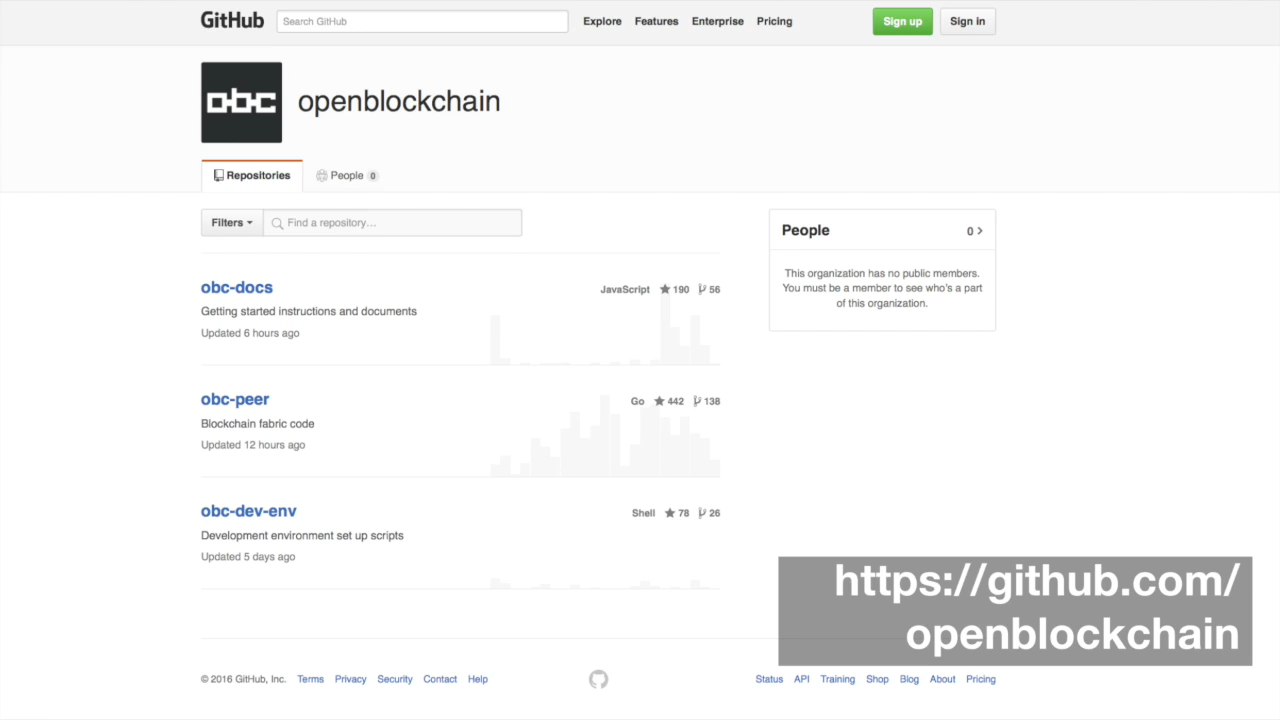 GitHub Search GitHub Explore Features Enterprise Pricing Sign up Sign in
obc openblockchain
Repositories People 0
Filters Find a repository...
People 0
This organization has no public members.
You must be a member to see who's a part
of this organization.
obc-docs JavaScript 190 56
Getting started instructions and documents
Updated 6 hours ago
obc-peer Go 442 138
Blockchain fabric code
Updated 12 hours ago
obc-dev-env Shell 78 26
Development environment set up scripts
Updated 5 days ago
https://github.com/
openblockchain
© 2016 GitHub, Inc. Terms Privacy Security Contact Help Status API Training Shop Blog About Pricing